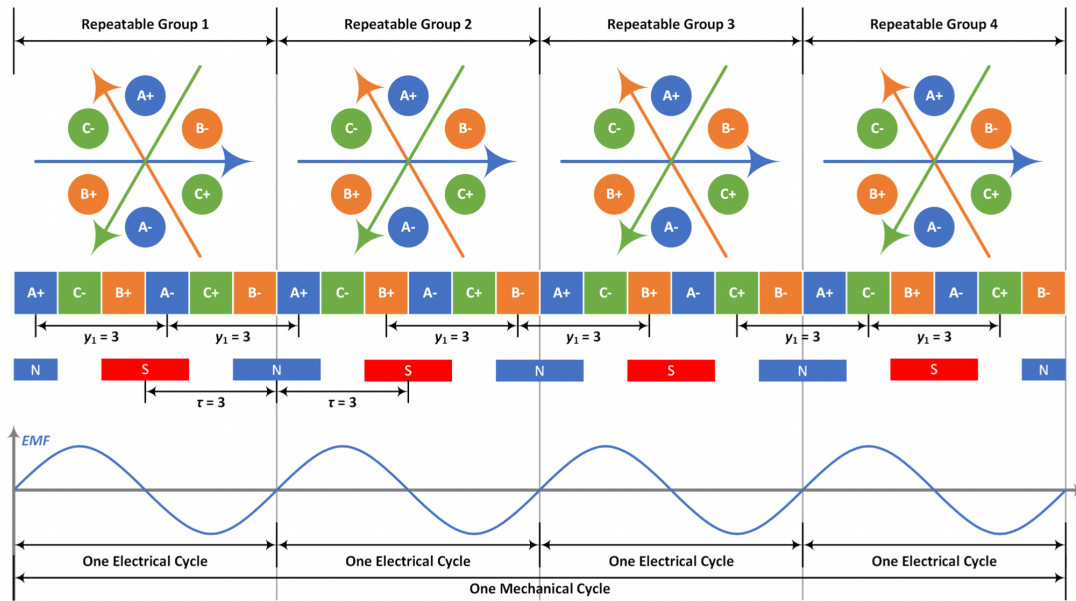 Repeatable Group 1 Repeatable Group 2 Repeatable Group 3 Repeatable Group 4
A+ A+ A+ A+
C- B- C- B- C- B- C- B-
B+ C+ B+ C+ B+ C+ B+ C+
A- A- A- A-
A+ C- B+ A- C+ B- A+ C- B+ A- C+ B- A+ C- B+ A- C+ B- A+ C- B+ A- C+ B-
y₁ = 3 y₁ = 3 y₁ = 3 y₁ = 3 y₁ = 3 y₁ = 3
N S N S N S N S N
τ = 3 τ = 3
EMF
One Electrical Cycle One Electrical Cycle One Electrical Cycle One Electrical Cycle
One Mechanical Cycle